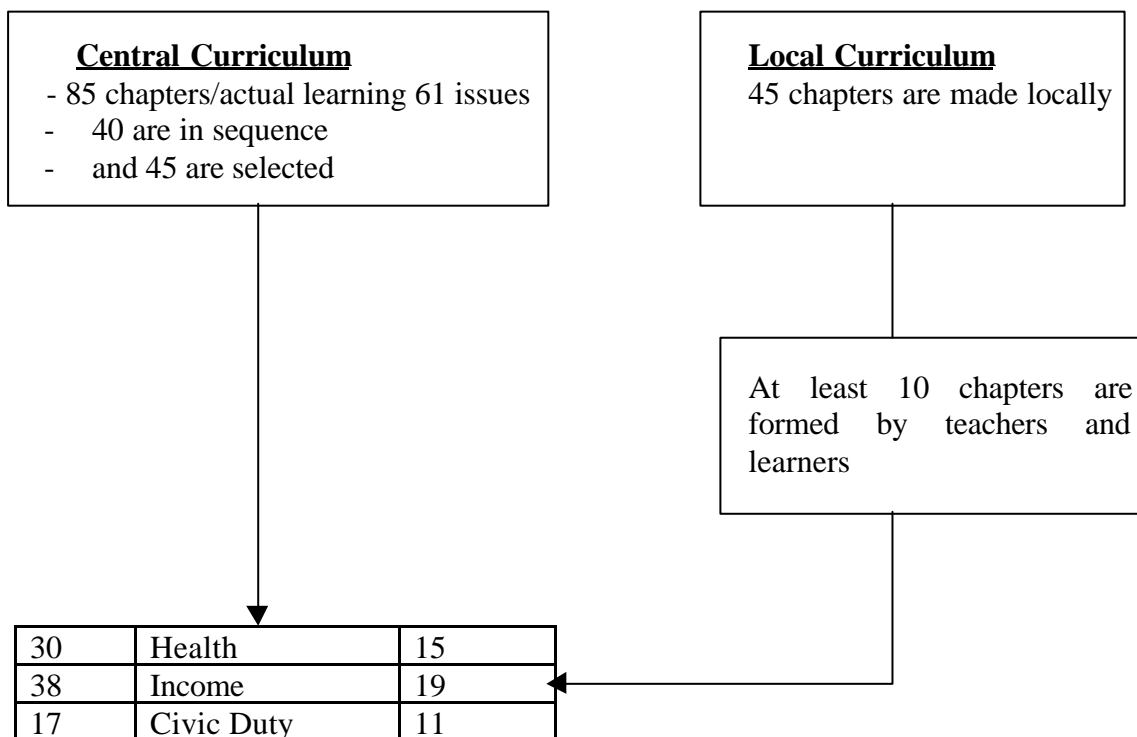 Central Curriculum
- 85 chapters/actual learning 61 issues
- 40 are in sequence
- and 45 are selected
Local Curriculum
45 chapters are made locally
At least 10 chapters are
formed by teachers and
learners
30 Health 15
38 Income 19
17 Civic Duty 11